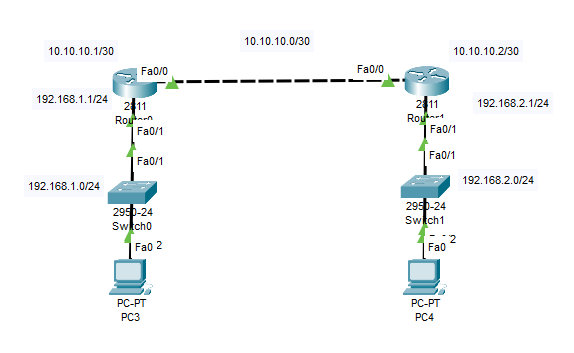 10.10.10.0/30
10.10.10.1/30
10.10.10.2/30
Fa0/0
Fa0/0
192.168.1.1/24
192.168.2.1/24
2811
2811
Router0
Router1
Fa0/1
Fa0/1
Fa0/1
Fa0/1
192.168.1.0/24
192.168.2.0/24
2950-24
2950-24
Switch0
Switch1
Fa0
2
2
Fa0
PC-PT
PC-PT
PC3
PC4